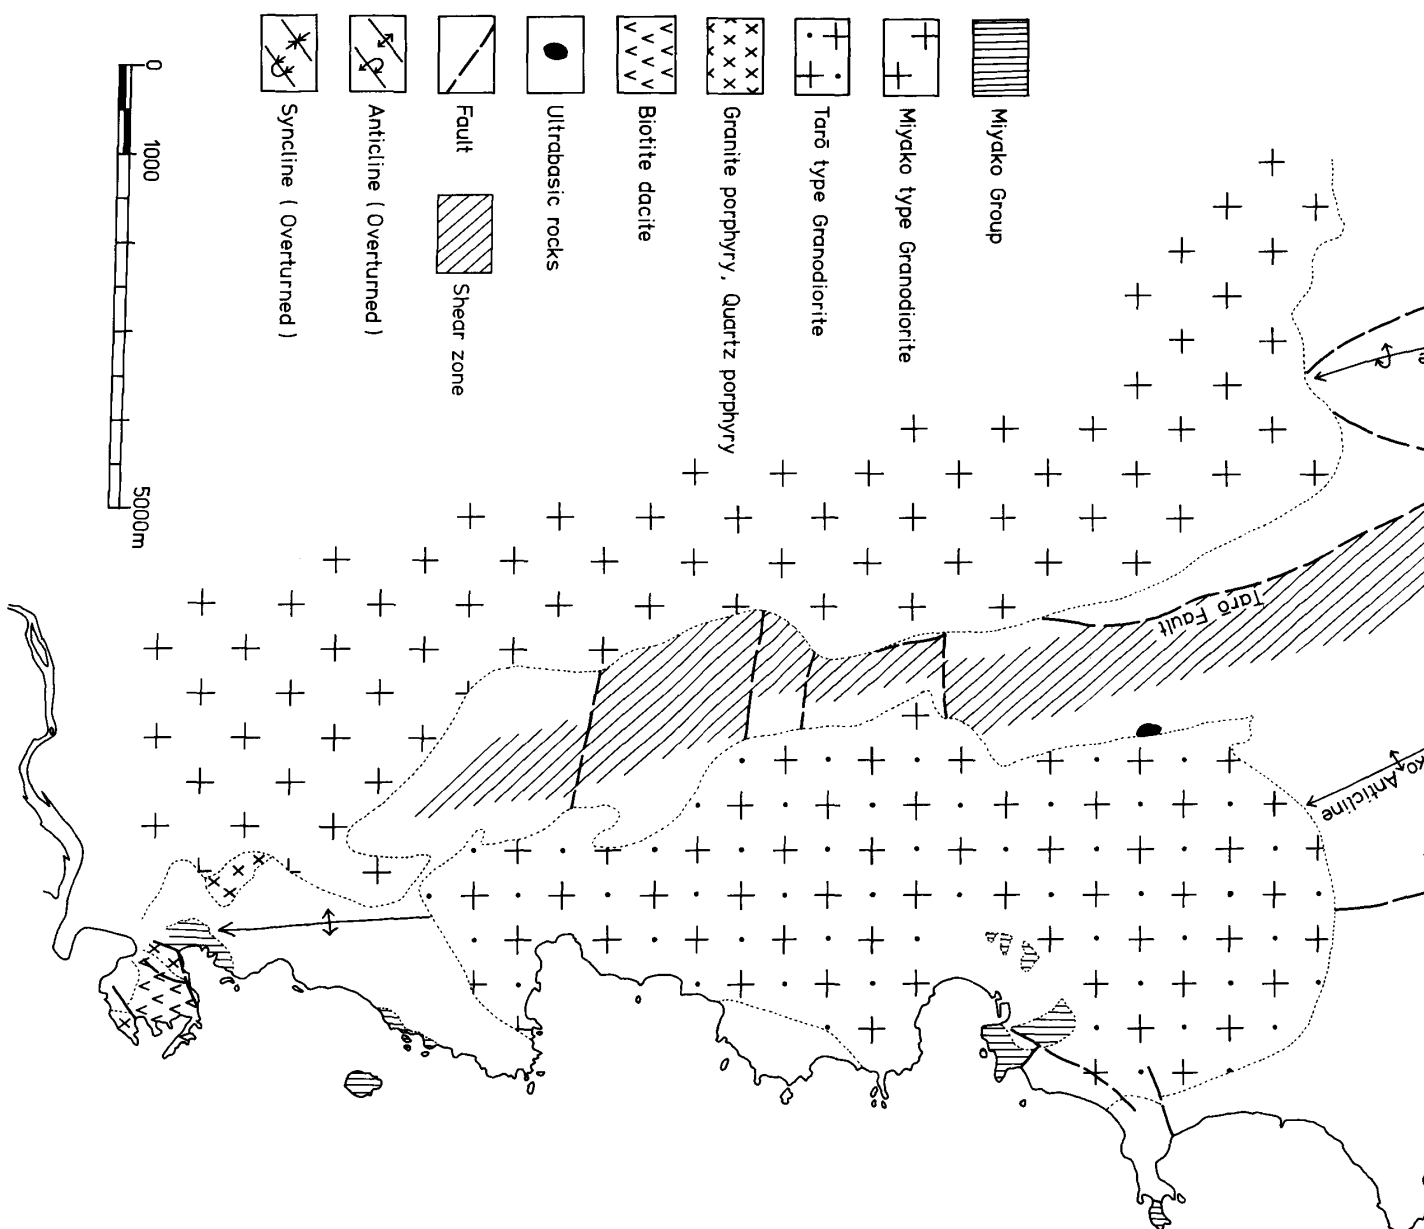 Miyako Group
Miyako type Granodiorite
Tarō type Granodiorite
Granite porphyry, Quartz porphyry
Biotite dacite
Ultrabasic rocks
Fault
Shear zone
Anticline ( Overturned )
Syncline ( Overturned )
0
1000
5000m
Tarō Fault
Anticline